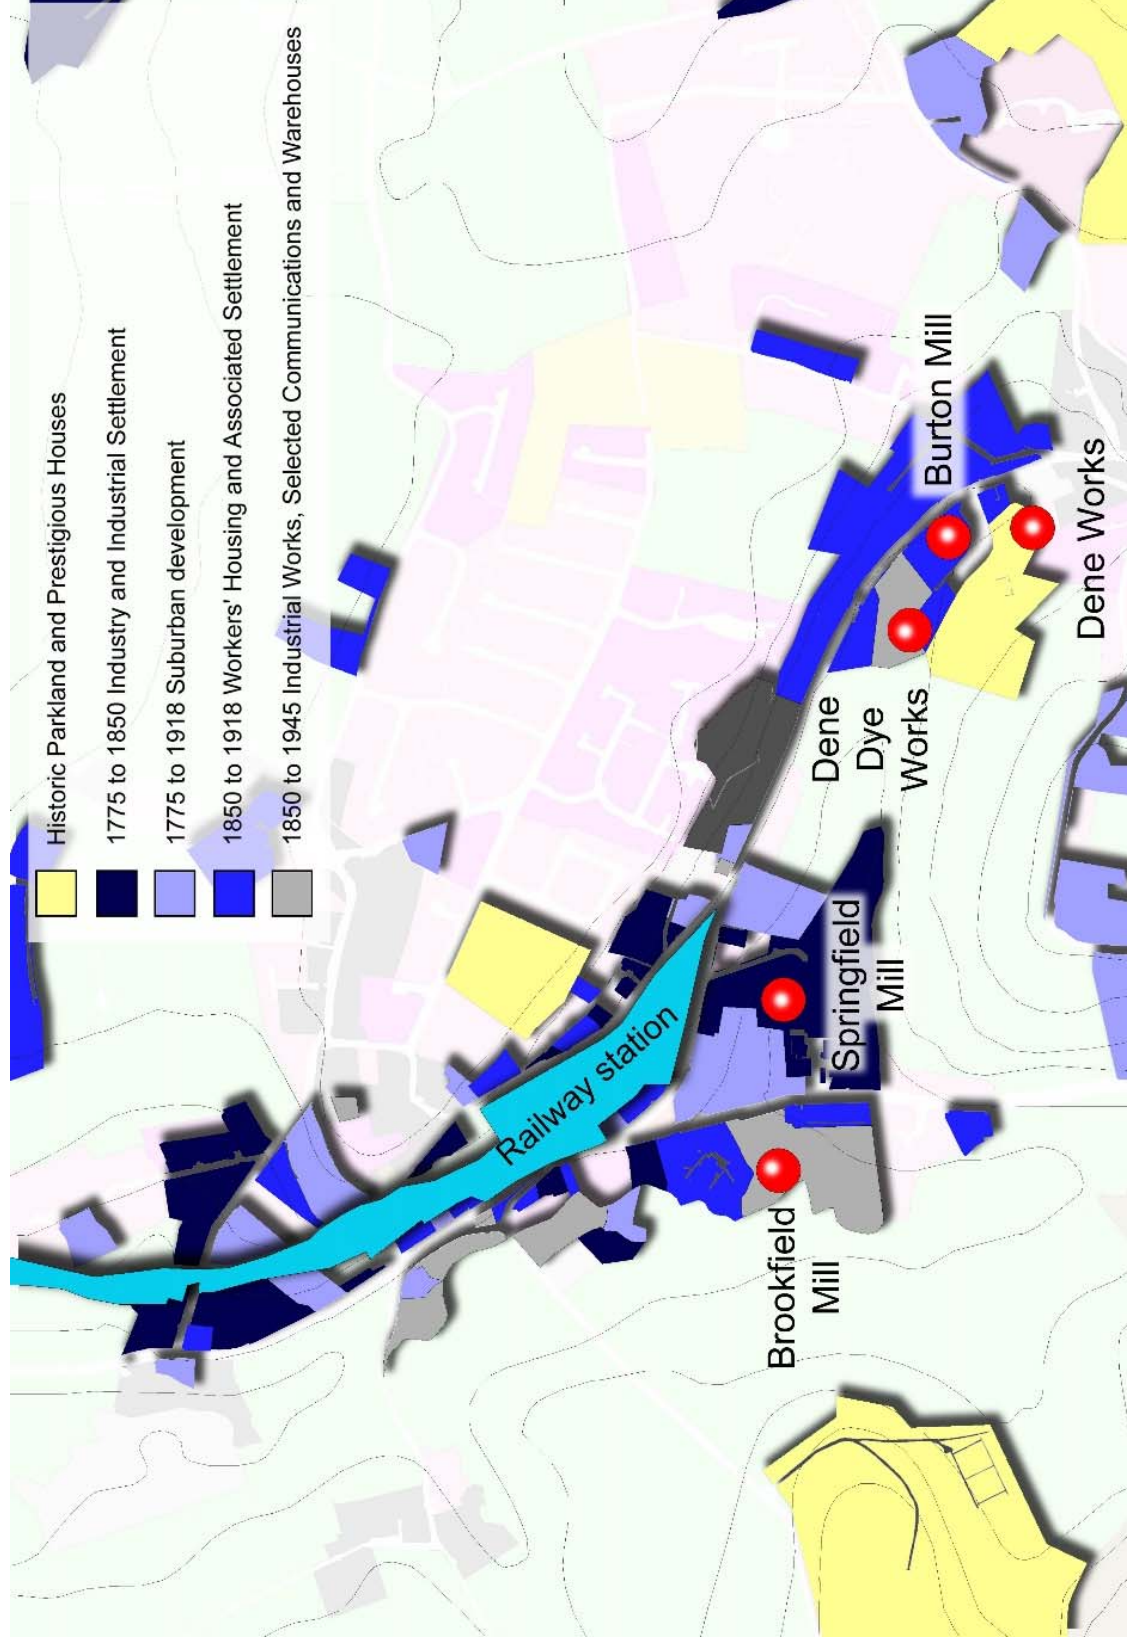 Historic Parkland and Prestigious Houses
1775 to 1850 Industry and Industrial Settlement
1775 to 1918 Suburban development
1850 to 1918 Workers' Housing and Associated Settlement
1850 to 1945 Industrial Works, Selected Communications and Warehouses
Railway station
Brookfield
Mill
Springfield
Mill
Dene
Dye
Works
Burton Mill
Dene Works